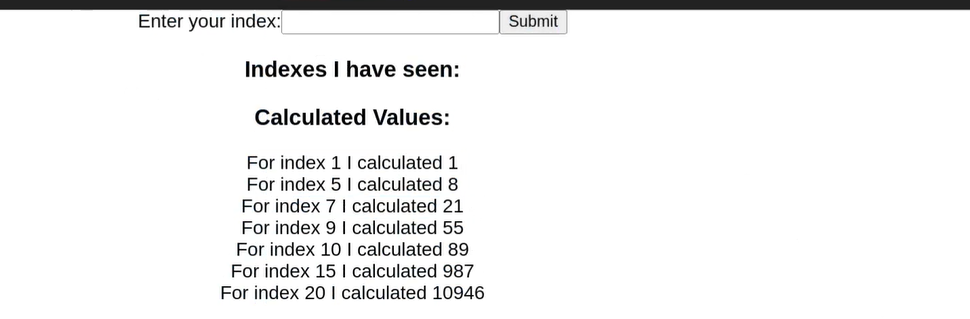 Enter your index: Submit
Indexes I have seen:
Calculated Values:
For index 1 I calculated 1
For index 5 I calculated 8
For index 7 I calculated 21
For index 9 I calculated 55
For index 10 I calculated 89
For index 15 I calculated 987
For index 20 I calculated 10946